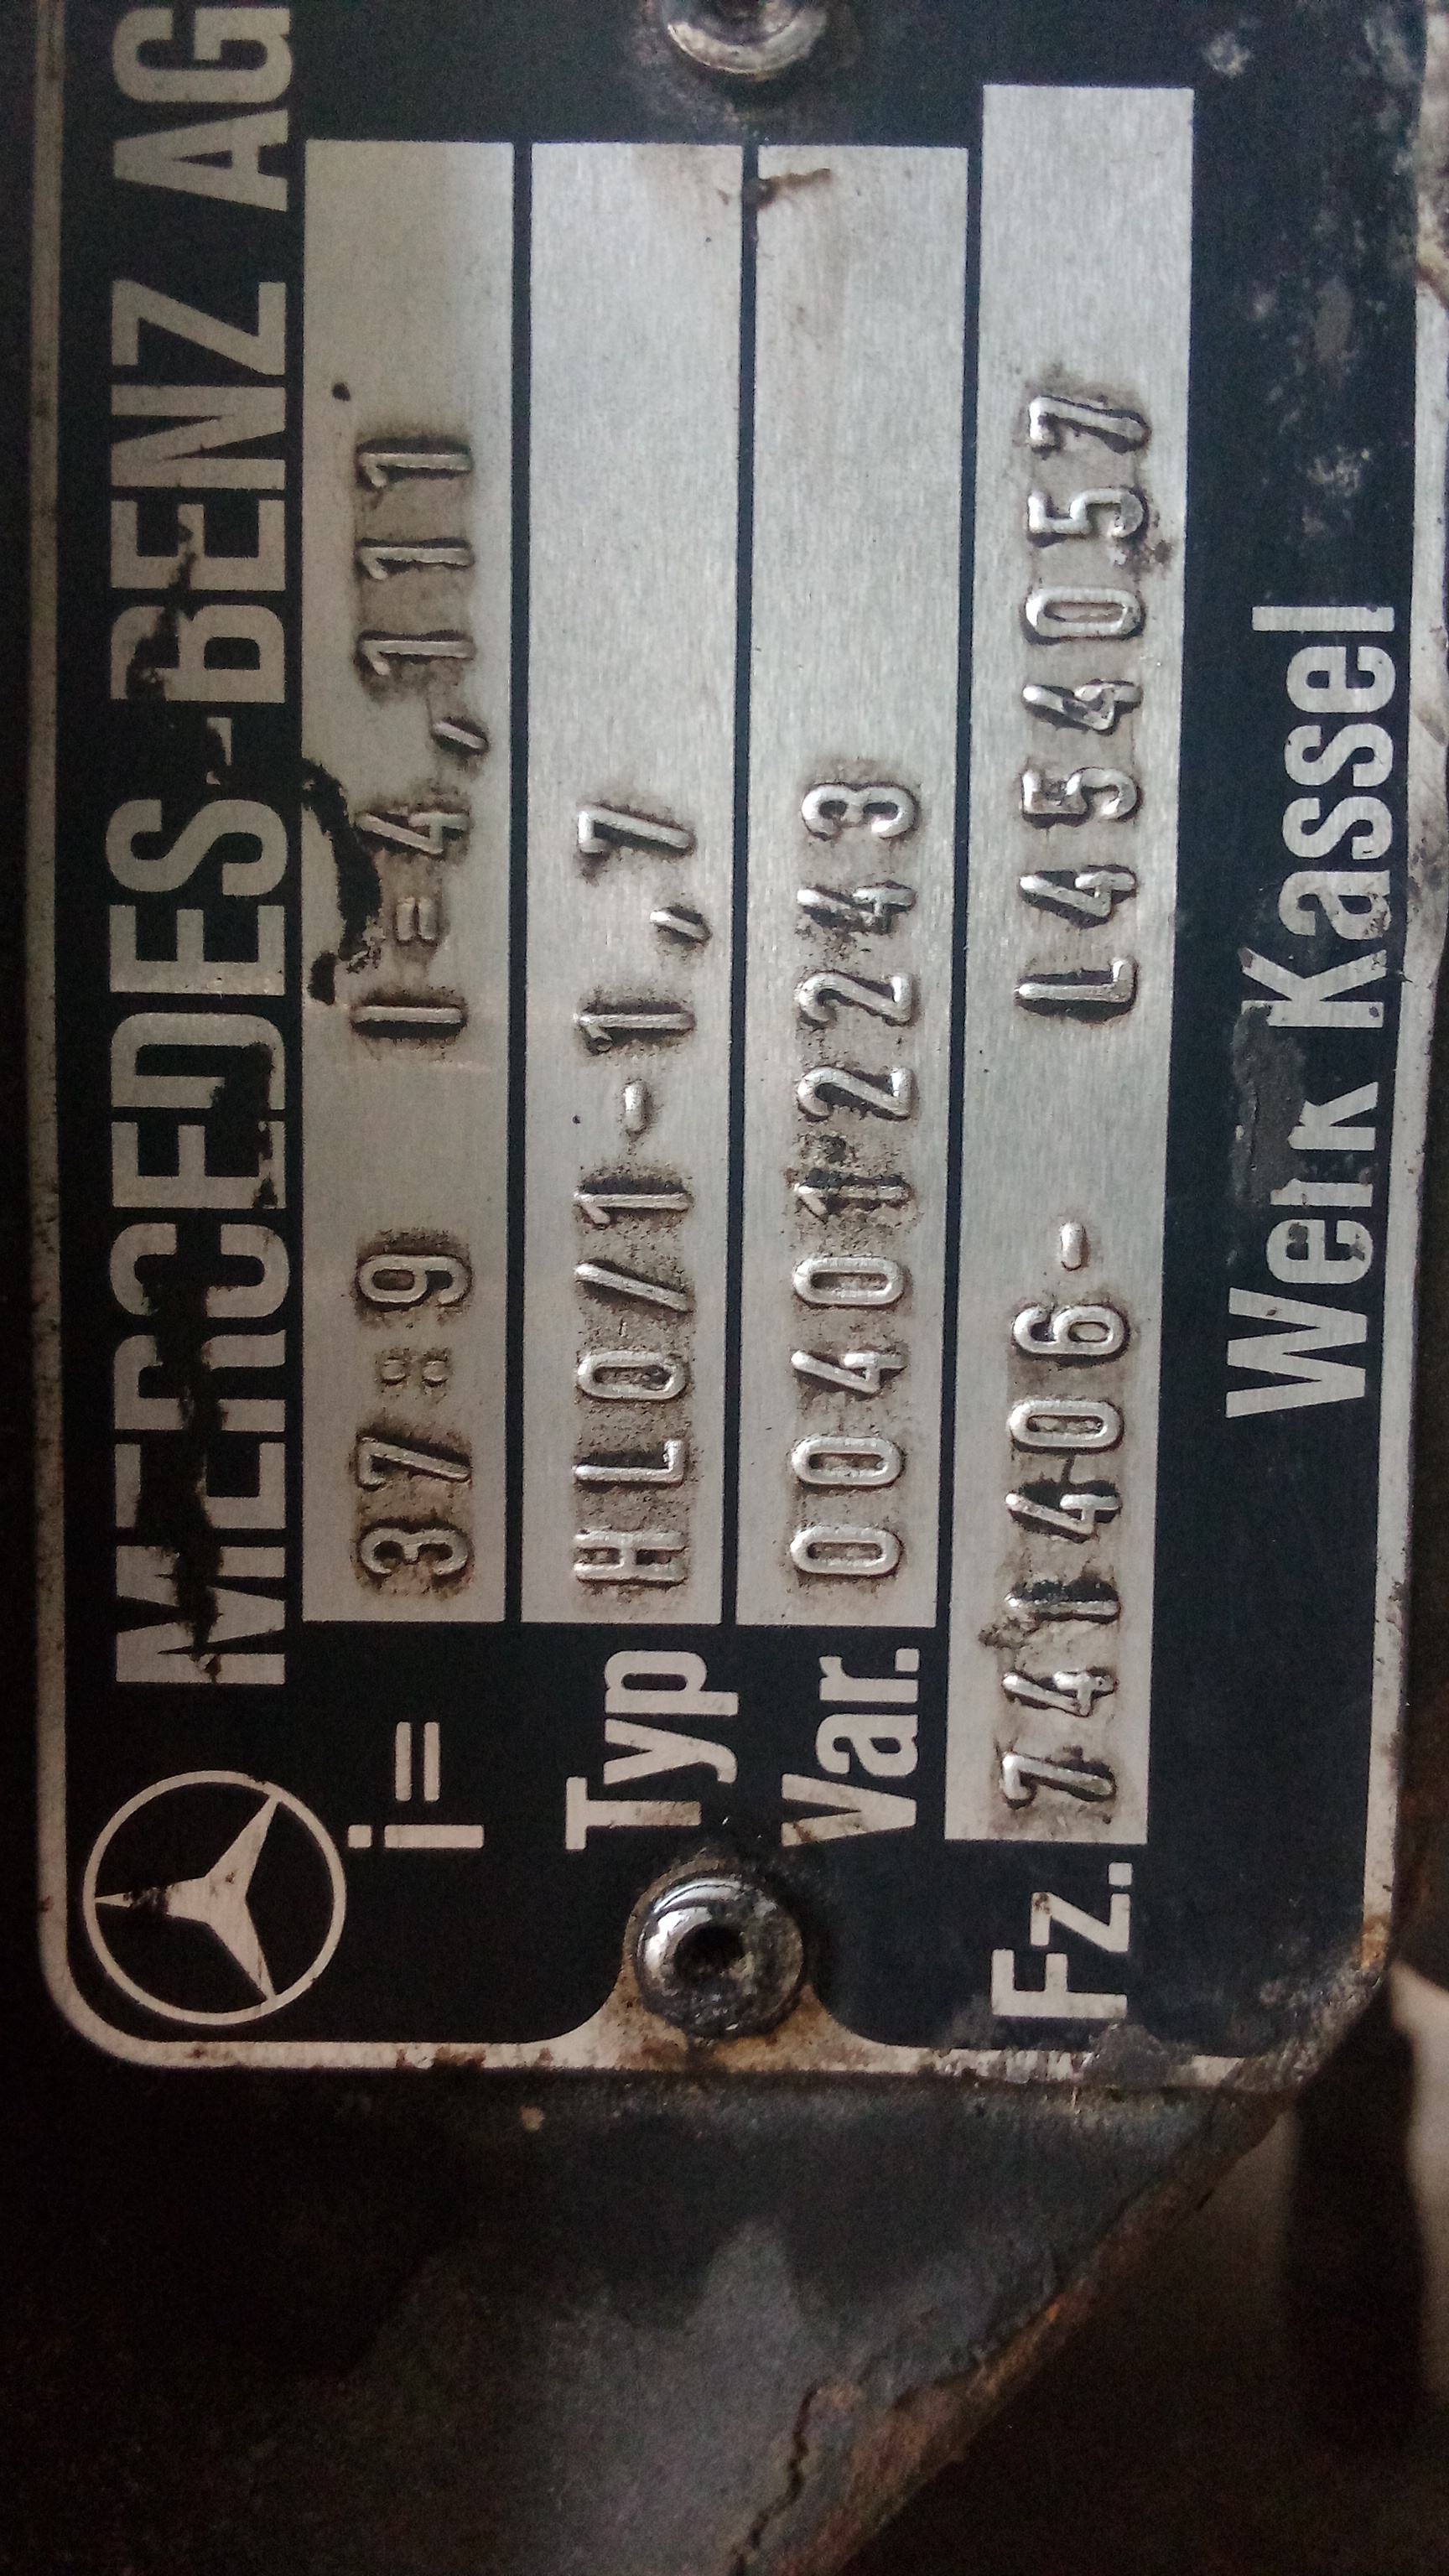 MERCEDES-BENZ AG
i= 37:9 I=4,111
Typ HL0/1-1,7
Var. 004012243
Fz. 741406- L454057
Werk Kassel